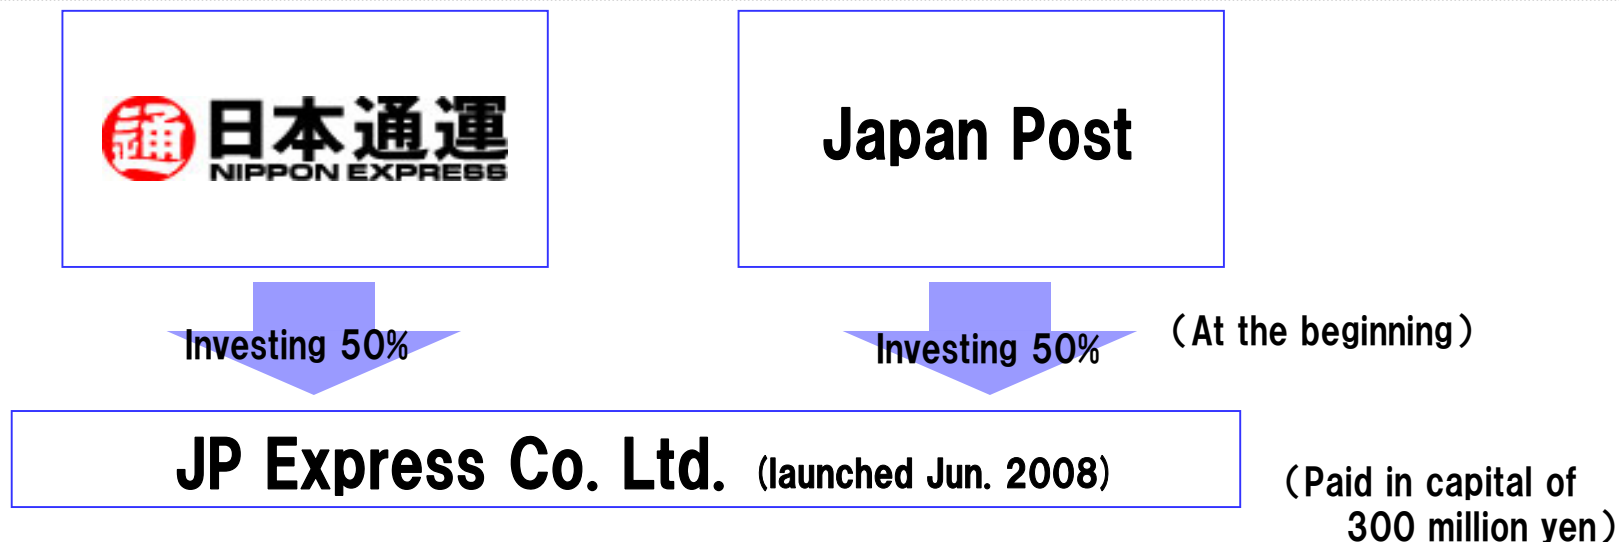 通 日本通運
NIPPON EXPRESS
Japan Post
Investing 50%
Investing 50%
（At the beginning）
JP Express Co. Ltd. (launched Jun. 2008)
（Paid in capital of
300 million yen）